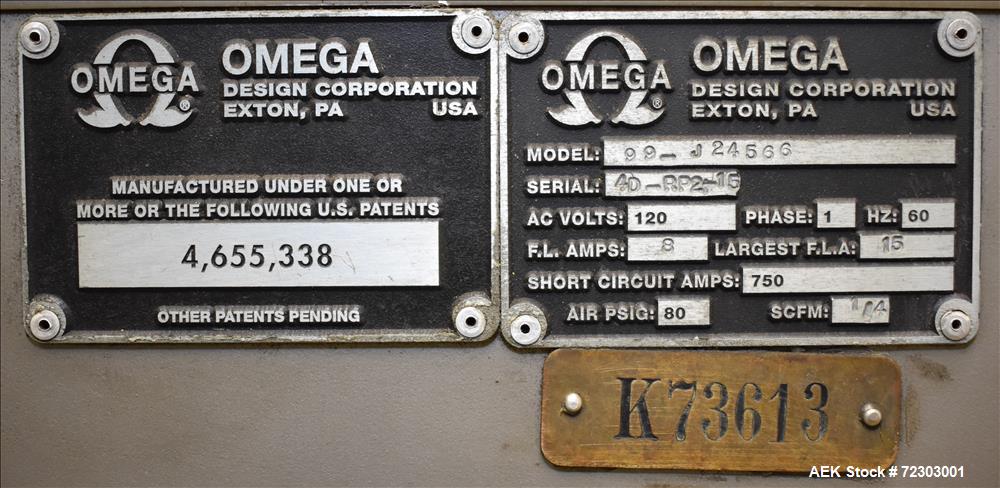 OMEGA
®
OMEGA
DESIGN CORPORATION
EXTON, PA USA
MANUFACTURED UNDER ONE OR
MORE OR THE FOLLOWING U.S. PATENTS
4,655,338
OTHER PATENTS PENDING
OMEGA
®
OMEGA
DESIGN CORPORATION
EXTON, PA USA
MODEL: 99-J24566
SERIAL: 4D-RP2-16
AC VOLTS: 120 PHASE: 1 HZ: 60
F.L. AMPS: 8 LARGEST F.L.A: 15
SHORT CIRCUIT AMPS: 750
AIR PSIG: 80 SCFM: 1/4
K73613
AEK Stock # 72303001